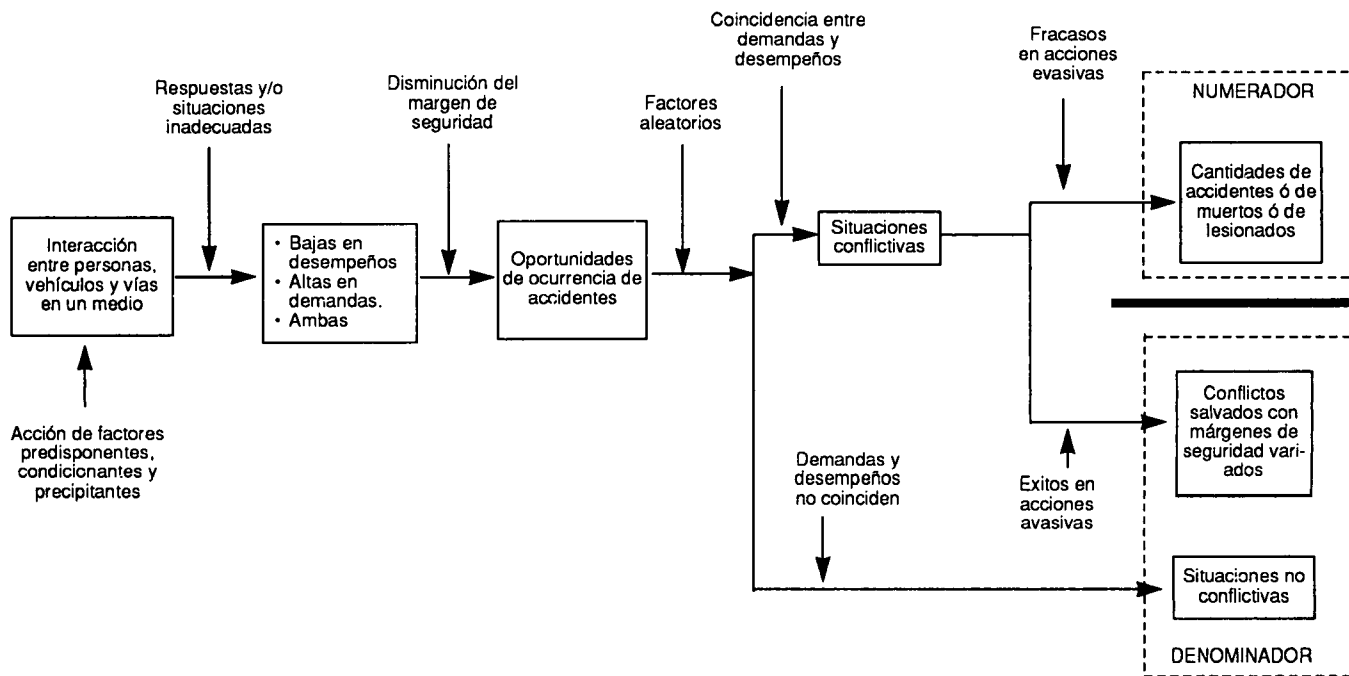 Respuestas y/o
situaciones
inadecuadas
Disminución del
margen de
seguridad
Factores
aleatorios
Coincidencia entre
demandas y
desempeños
Fracasos
en acciones
evasivas
NUMERADOR
Cantidades de
accidentes ó de
muertos ó de
lesionados
Interacción
entre personas,
vehículos y vías
en un medio
• Bajas en
desempeños
• Altas en
demandas.
• Ambas
Oportunidades
de ocurrencia de
accidentes
Situaciones
conflictivas
Acción de factores
predisponentes,
condicionantes y
precipitantes
Demandas y
desempeños
no coinciden
Exitos en
acciones
avasivas
Conflictos
salvados con
márgenes de
seguridad vari-
ados
Situaciones no
conflictivas
DENOMINADOR